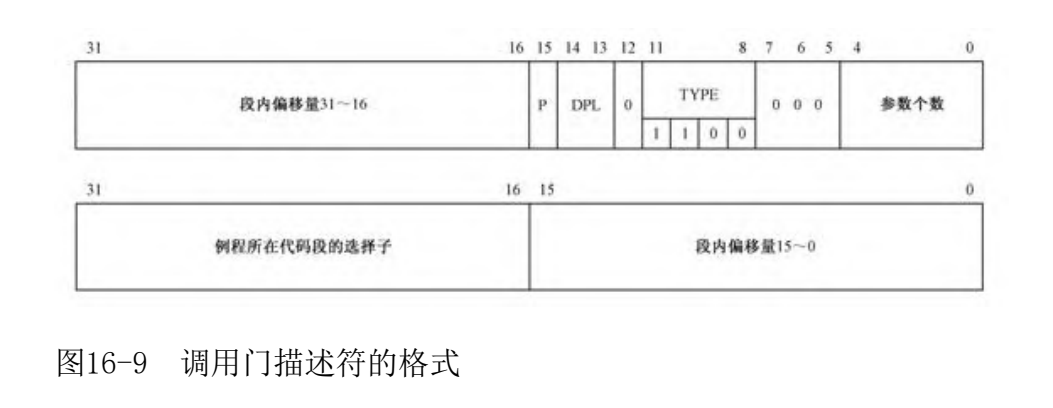 31 16 15 14 13 12 11 8 7 6 5 4 0
段内偏移量31~16 P DPL 0 TYPE 0 0 0 参数个数
1 1 0 0
31 16 15 0
例程所在代码段的选择子 段内偏移量15~0
图16-9 调用门描述符的格式